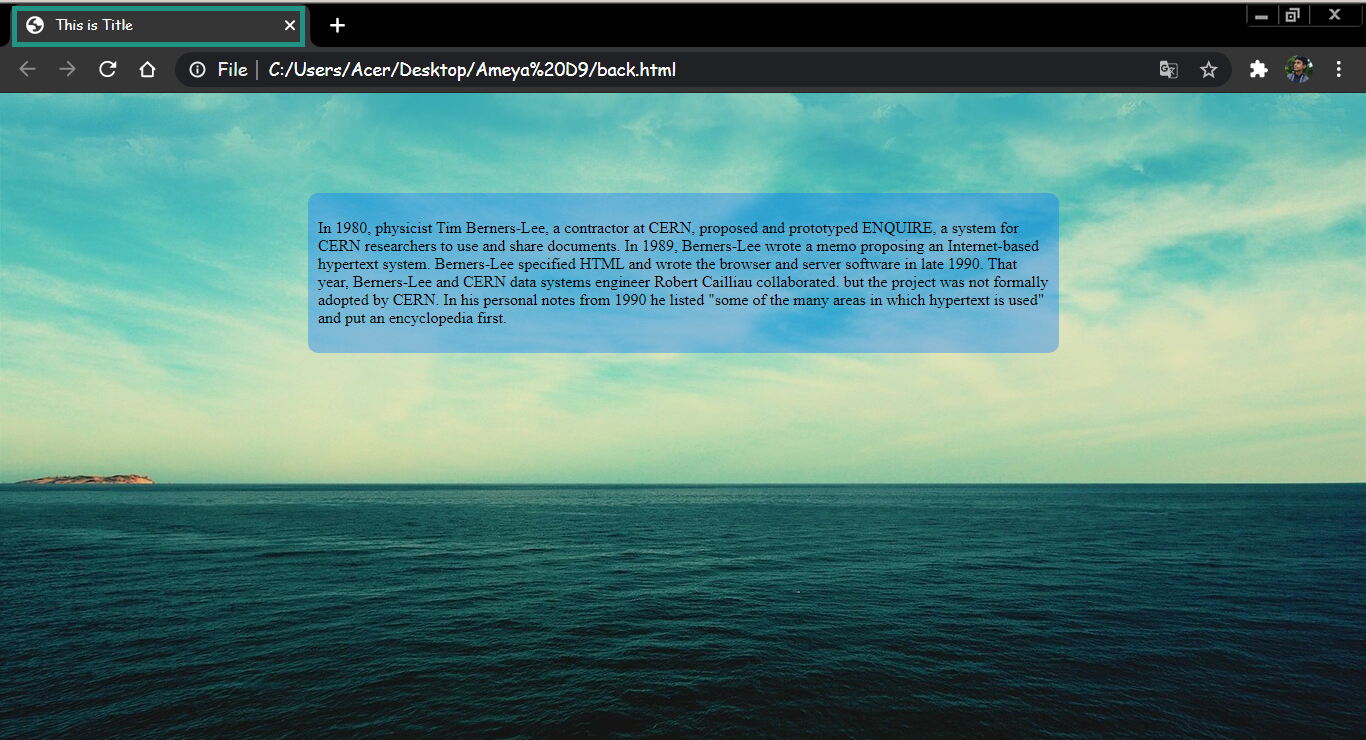 This is Title
File | C:/Users/Acer/Desktop/Ameya%20D9/back.html
In 1980, physicist Tim Berners-Lee, a contractor at CERN, proposed and prototyped ENQUIRE, a system for
CERN researchers to use and share documents. In 1989, Berners-Lee wrote a memo proposing an Internet-based
hypertext system. Berners-Lee specified HTML and wrote the browser and server software in late 1990. That
year, Berners-Lee and CERN data systems engineer Robert Cailliau collaborated. but the project was not formally
adopted by CERN. In his personal notes from 1990 he listed "some of the many areas in which hypertext is used"
and put an encyclopedia first.